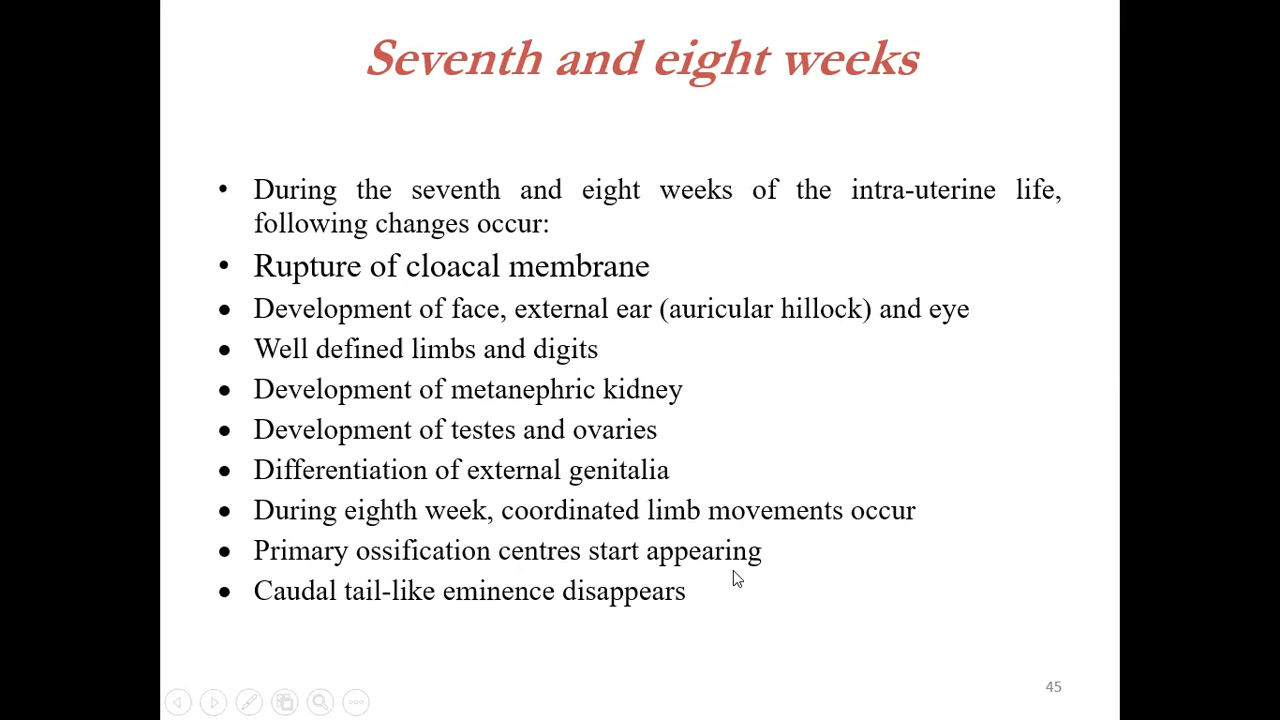 Seventh and eight weeks
• During the seventh and eight weeks of the intra-uterine life,
following changes occur:
• Rupture of cloacal membrane
• Development of face, external ear (auricular hillock) and eye
• Well defined limbs and digits
• Development of metanephric kidney
• Development of testes and ovaries
• Differentiation of external genitalia
• During eighth week, coordinated limb movements occur
• Primary ossification centres start appearing
• Caudal tail-like eminence disappears
45